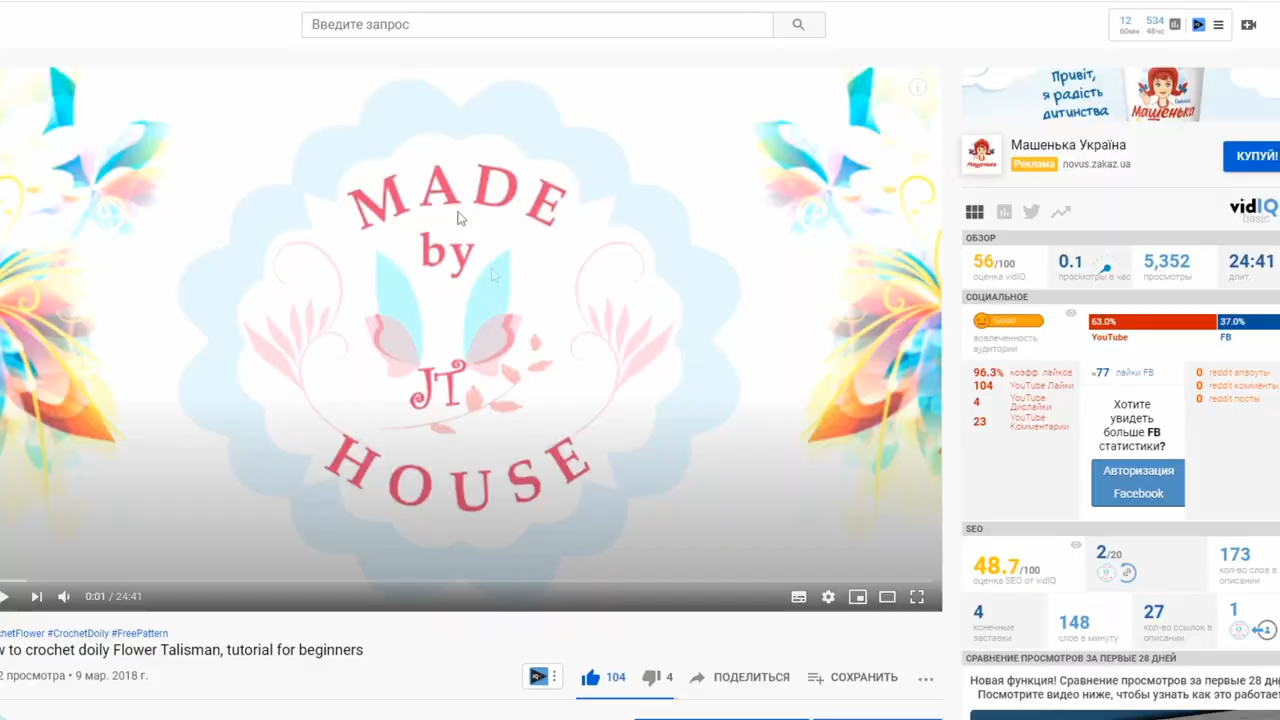 Введите запрос
12 534
60мн 48чс
Привіт,
я радість
дитинства
Машенька
Машенька Україна
Реклама novus.zakaz.ua
КУПУЙ!
MADE
by
JT
HOUSE
vidIQ
basic
ОБЗОР
56/100
оценка vidIQ
0.1
просмотры в час
5,352
просмотры
24:41
длит.
СОЦИАЛЬНОЕ
Good
вовлеченность
аудитории
63.0% 37.0%
YouTube FB
96.3% коэфф. лайков
104 YouTube Лайки
4 YouTube
Дислайки
23 YouTube
Комментарии
≈77 лайки FB
Хотите
увидеть
больше FB
статистики?
Авторизация
Facebook
0 reddit апвоуты
0 reddit комменты
0 reddit посты
SEO
48.7/100
оценка SEO от vidIQ
2/20
173
кол-во слов в
описании
4
конечные
заставки
148
слов в минуту
27
кол-во ссылок в
описании
1
СРАВНЕНИЕ ПРОСМОТРОВ ЗА ПЕРВЫЕ 28 ДНЕЙ
Новая функция! Сравнение просмотров за первые 28 дн
Посмотрите видео ниже, чтобы узнать как это работает
0:01 / 24:41
chetFlower #CrochetDoily #FreePattern
w to crochet doily Flower Talisman, tutorial for beginners
2 просмотра • 9 мар. 2018 г.
104 4 ПОДЕЛИТЬСЯ СОХРАНИТЬ